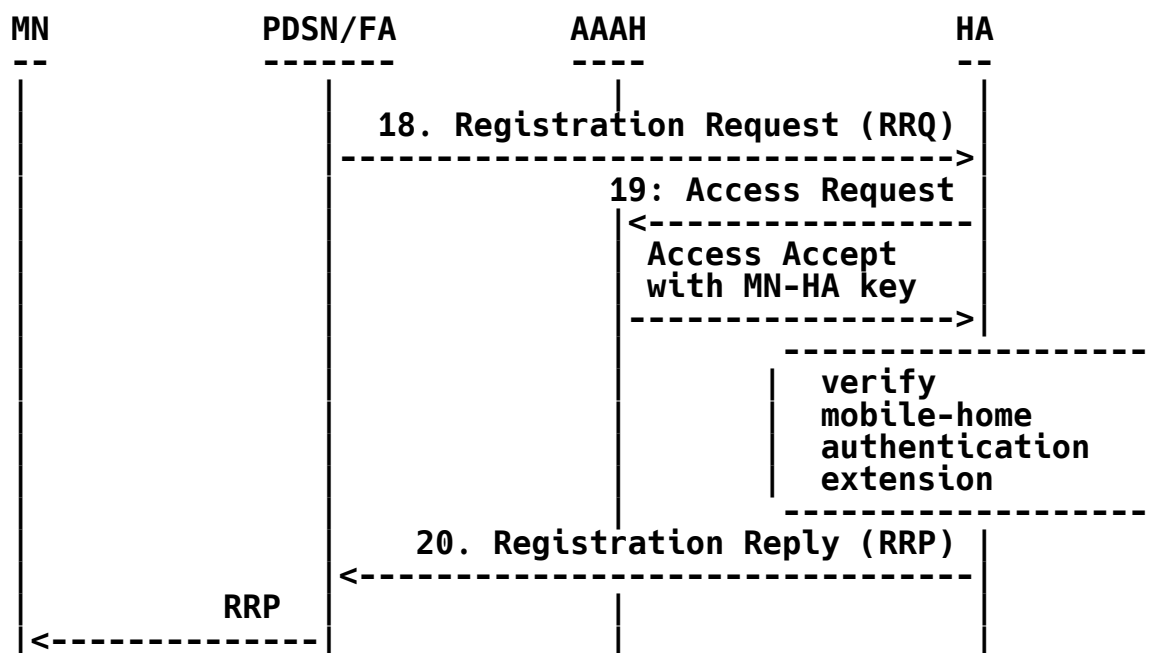 MN PDSN/FA AAAH HA
-- ------- ---- --
18. Registration Request (RRQ)
-------------------------------->
19: Access Request
<-----------------
Access Accept
with MN-HA key
----------------->
-------------------
verify
mobile-home
authentication
extension
-------------------
20. Registration Reply (RRP)
<--------------------------------
RRP
<--------------